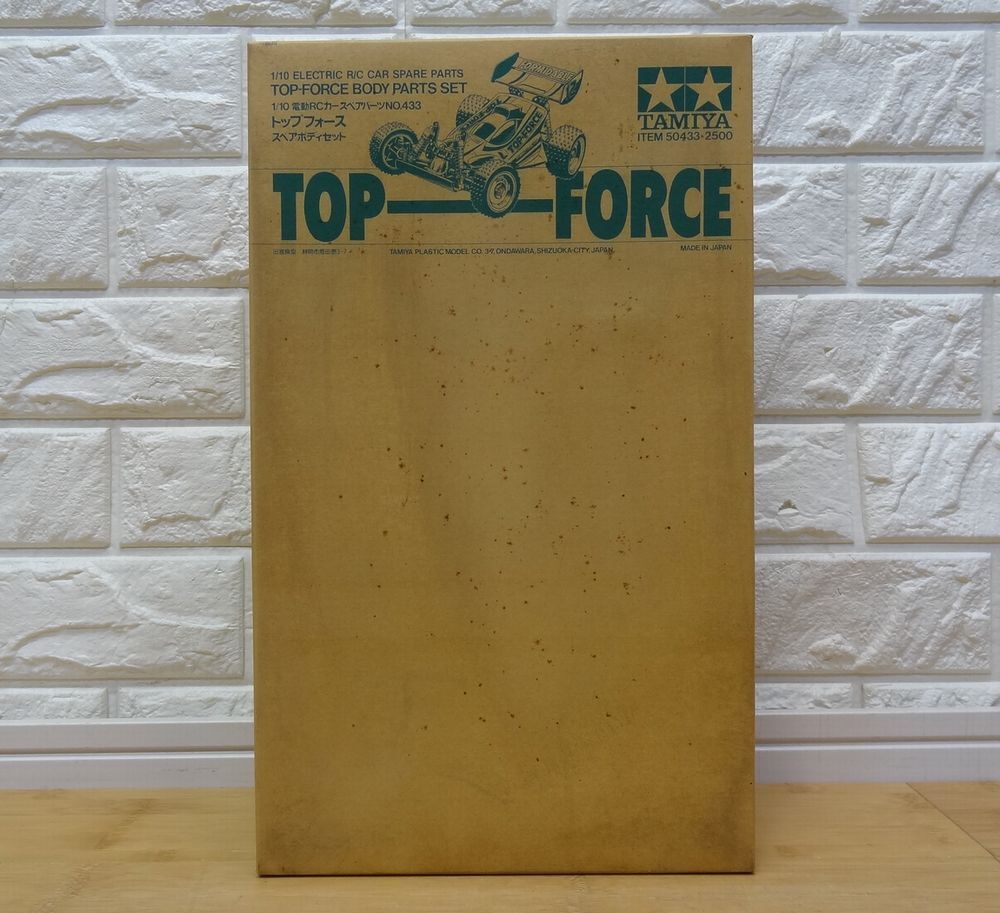 1/10 ELECTRIC R/C CAR SPARE PARTS
TOP-FORCE BODY PARTS SET
1/10 電動RCカースペアパーツNO.433
トップフォース
スペアボディセット
TOP-FORCE
TAMIYA
ITEM 50433・2500
TOP FORCE
TAMIYA PLASTIC MODEL CO. 3-7, ONDAWARA, SHIZUOKA-CITY, JAPAN.
MADE IN JAPAN